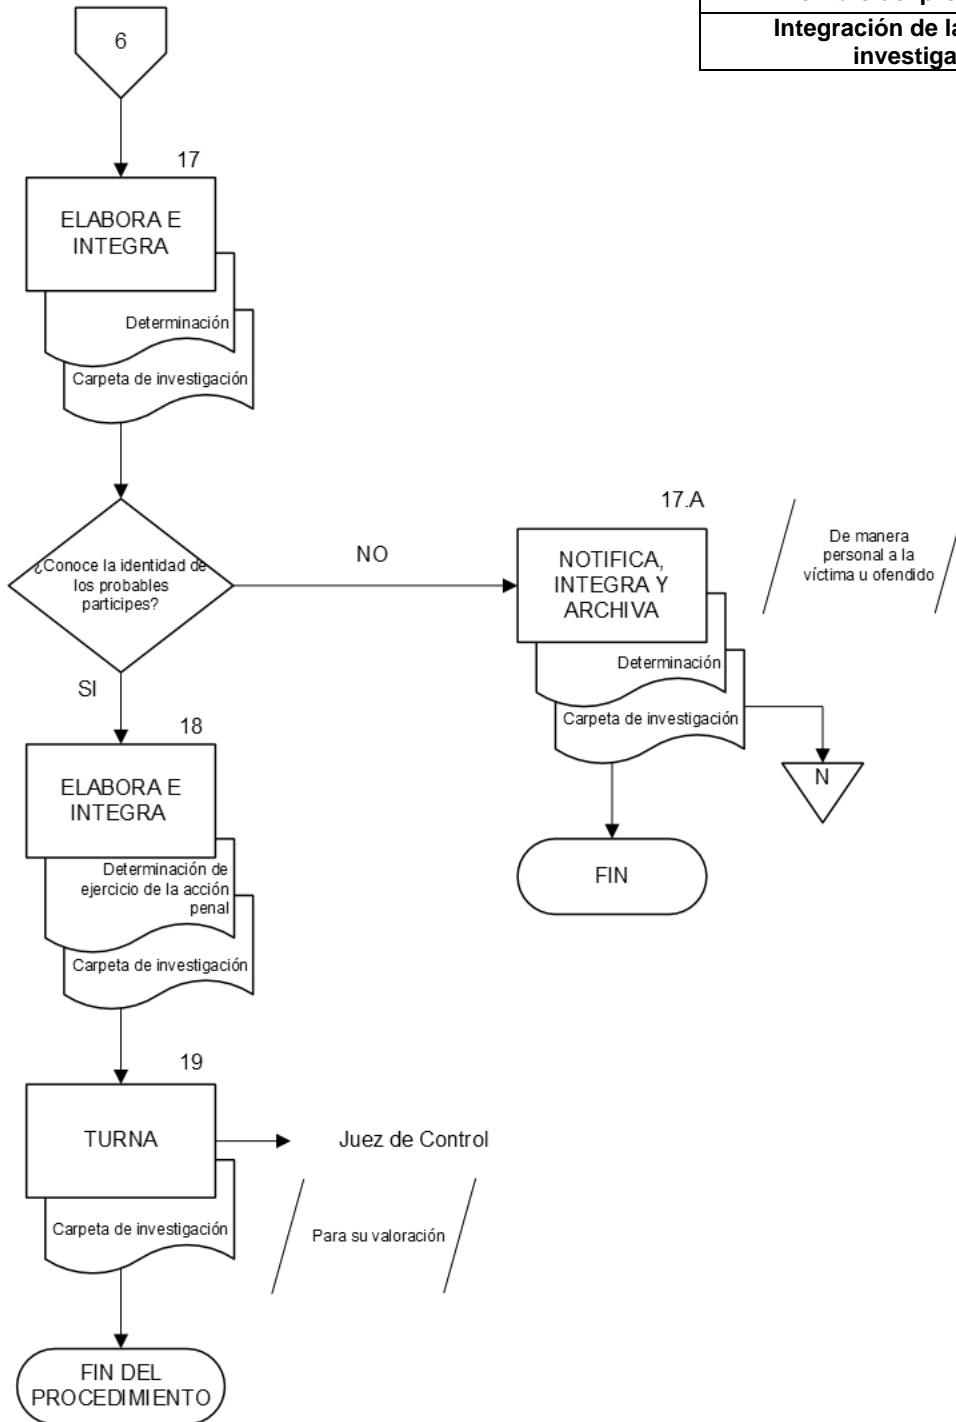 Integración de la
investiga
6
17
ELABORA E
INTEGRA
Determinación
Carpeta de investigación
¿Conoce la identidad de
los probables
participes?
NO
17.A
NOTIFICA,
INTEGRA Y
ARCHIVA
De manera
personal a la
víctima u ofendido
Determinación
Carpeta de investigación
N
FIN
SI
18
ELABORA E
INTEGRA
Determinación de
ejercicio de la acción
penal
Carpeta de investigación
19
TURNA
Juez de Control
Carpeta de investigación
Para su valoración
FIN DEL
PROCEDIMIENTO